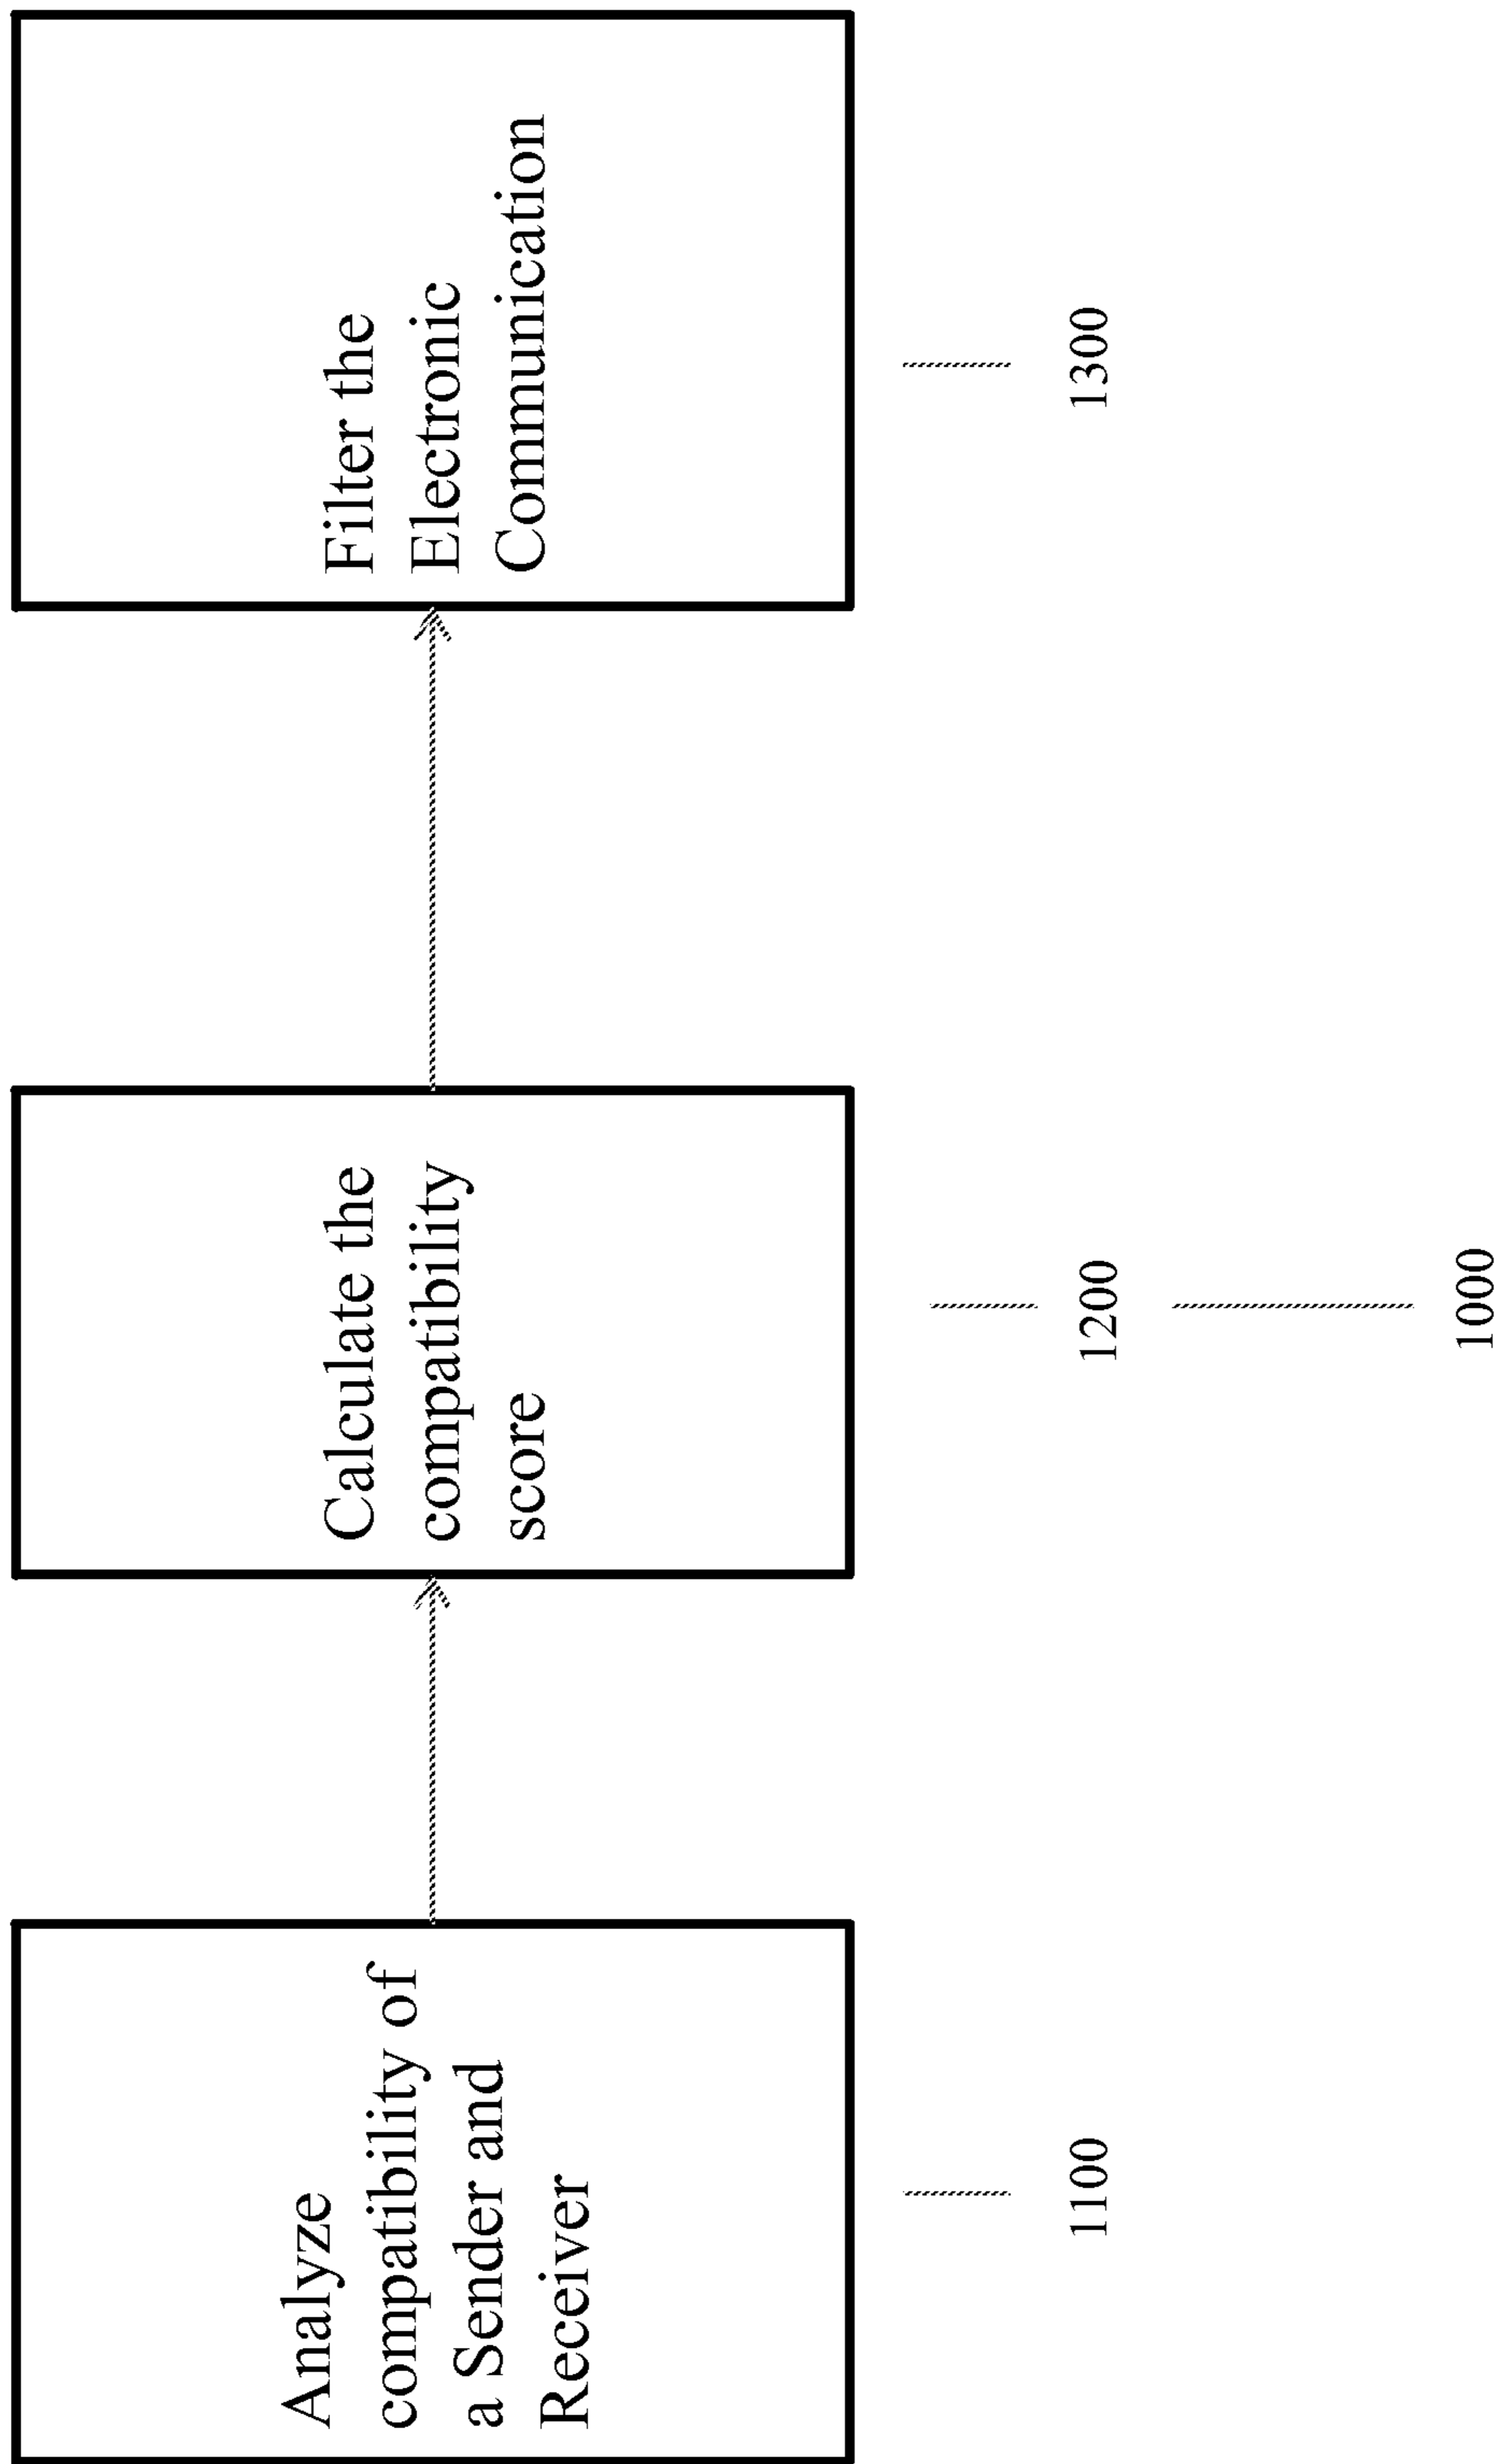 Analyze
compatibility of
a Sender and
Receiver
1100
Calculate the
compatibility
score
1200
Filter the
Electronic
Communication
1300
1000